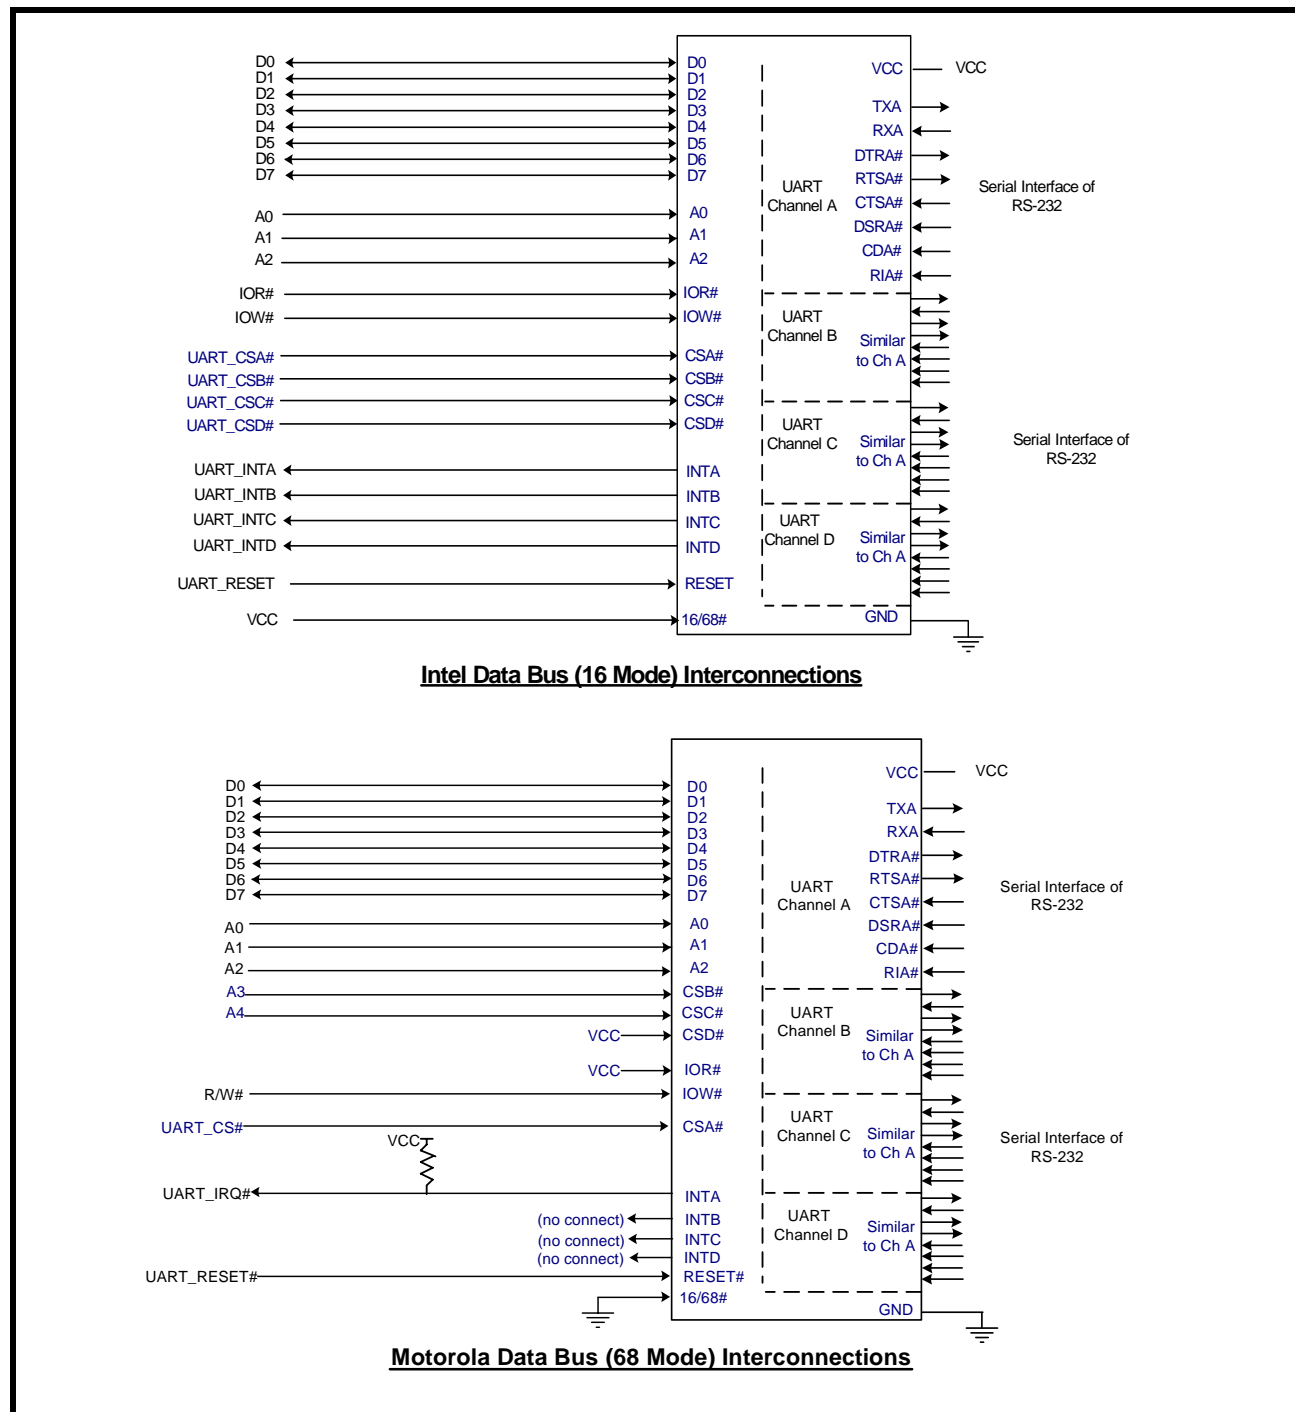 D0
D1
D2
D3
D4
D5
D6
D7
A0
A1
A2
IOR#
IOW#
UART_CSA#
UART_CSB#
UART_CSC#
UART_CSD#
UART_INTA
UART_INTB
UART_INTC
UART_INTD
UART_RESET
VCC
D0
D1
D2
D3
D4
D5
D6
D7
A0
A1
A2
IOR#
IOW#
CSA#
CSB#
CSC#
CSD#
INTA
INTB
INTC
INTD
RESET
16/68#
UART
Channel A
UART
Channel B
UART
Channel C
UART
Channel D
VCC
TXA
RXA
DTRA#
RTSA#
CTSA#
DSRA#
CDA#
RIA#
Similar
to Ch A
Similar
to Ch A
Similar
to Ch A
GND
VCC
Serial Interface of
RS-232
Serial Interface of
RS-232
Intel Data Bus (16 Mode) Interconnections
D0
D1
D2
D3
D4
D5
D6
D7
A0
A1
A2
A3
A4
VCC
VCC
R/W#
UART_CS#
VCC
UART_IRQ#
(no connect)
(no connect)
(no connect)
UART_RESET#
D0
D1
D2
D3
D4
D5
D6
D7
A0
A1
A2
CSB#
CSC#
CSD#
IOR#
IOW#
CSA#
INTA
INTB
INTC
INTD
RESET#
16/68#
UART
Channel A
UART
Channel B
UART
Channel C
UART
Channel D
VCC
TXA
RXA
DTRA#
RTSA#
CTSA#
DSRA#
CDA#
RIA#
Similar
to Ch A
Similar
to Ch A
Similar
to Ch A
GND
VCC
Serial Interface of
RS-232
Serial Interface of
RS-232
Motorola Data Bus (68 Mode) Interconnections